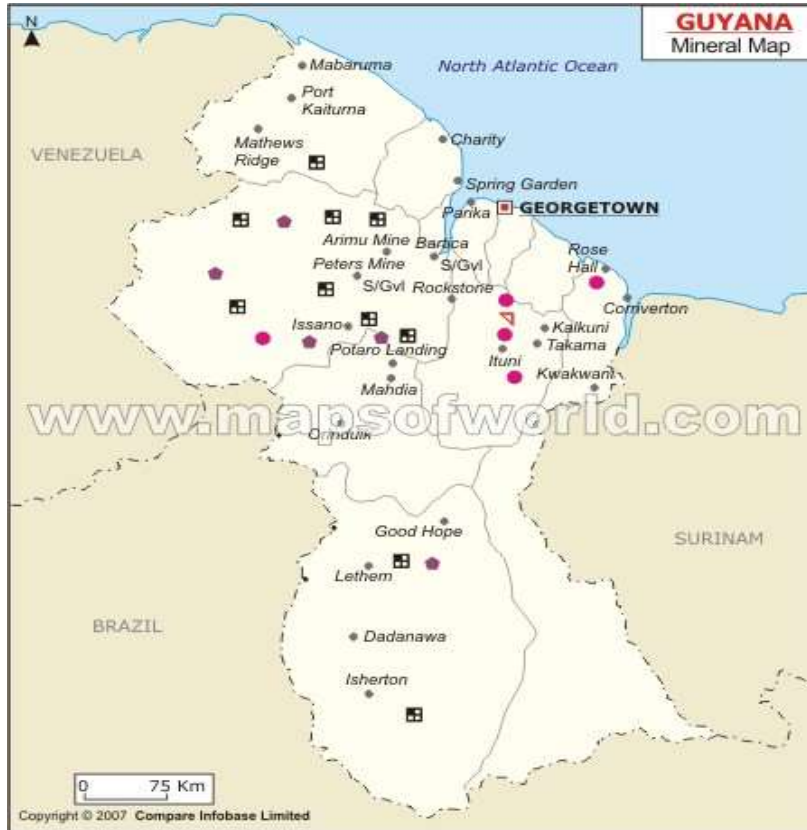 N
GUYANA
Mineral Map
North Atlantic Ocean
Mabaruma
Port
Kaiturna
Mathews
Ridge
VENEZUELA
Charity
Spring Garden
Parika
GEORGETOWN
Arimu Mine
Bartica
S/Gvl
Peters Mine
S/Gvl
Rockstone
Rose
Hall
Corriverton
Issano
Kalkuni
Takama
Ituni
Potaro Landing
Kwakwani
Mahdia
www.mapsofworld.com
Orinduik
Good Hope
SURINAM
Lethem
BRAZIL
Dadanawa
Isherton
0 75 Km
Copyright © 2007 Compare Infobase Limited